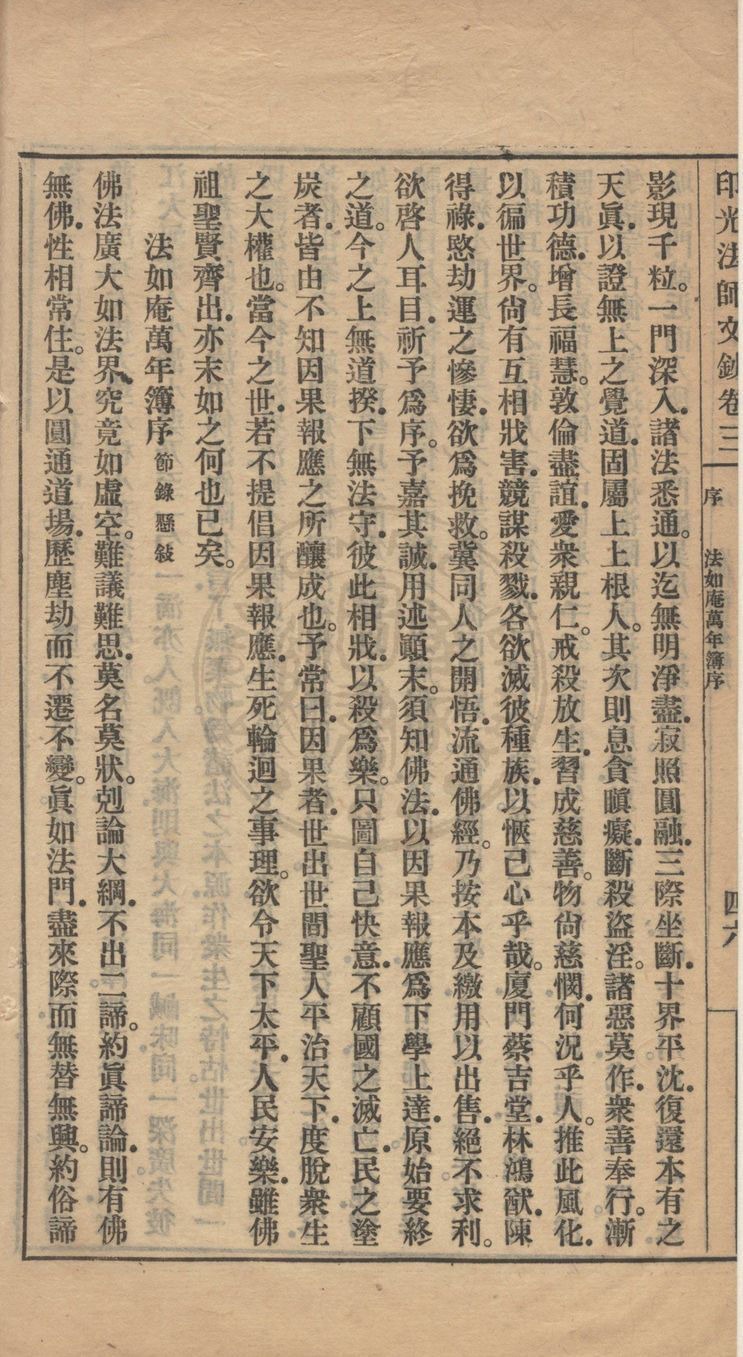 印光法師文鈔卷三 序 法如庵萬年簿序 四六
影現千粒。一門深入.諸法悉通。以迄無明淨盡.寂照圓融.三際坐斷.十界平沈.復還本有之
天眞.以證無上之覺道.固屬上上根人。其次則息貪瞋癡.斷殺盜淫。諸惡莫作.衆善奉行。漸
積功德.增長福慧。敦倫盡誼.愛衆親仁。戒殺放生.習成慈善。物尙慈憫.何況乎人。推此風化.
以徧世界。尙有互相戕害.競謀殺戮.各欲滅彼種族.以愜己心乎哉。廈門蔡吉堂.林鴻猷.陳
得祿.愍劫運之慘悽.欲爲挽救。冀同人之開悟.流通佛經。乃按本及繳用以出售.絕不求利。
欲啓人耳目.祈予爲序。予嘉其誠.用述顚末。須知佛法.以因果報應爲下學上達.原始要終
之道。今之上無道揆.下無法守.彼此相戕.以殺爲樂。只圖自己快意.不顧國之滅亡.民之塗
炭者.皆由不知因果報應之所釀成也。予常曰.因果者.世出世間聖人平治天下.度脫衆生
之大權也。當今之世.若不提倡因果報應.生死輪迴之事理。欲令天下太平.人民安樂.雖佛
祖聖賢齊出.亦末如之何也已矣。
法如庵萬年簿序 節錄懸敍
佛法廣大如法界.究竟如虛空。難議難思.莫名莫狀。剋論大綱.不出二諦。約眞諦論.則有佛
無佛.性相常住。是以圓通道場.歷塵劫而不遷不變。眞如法門.盡來際而無替無興。約俗諦